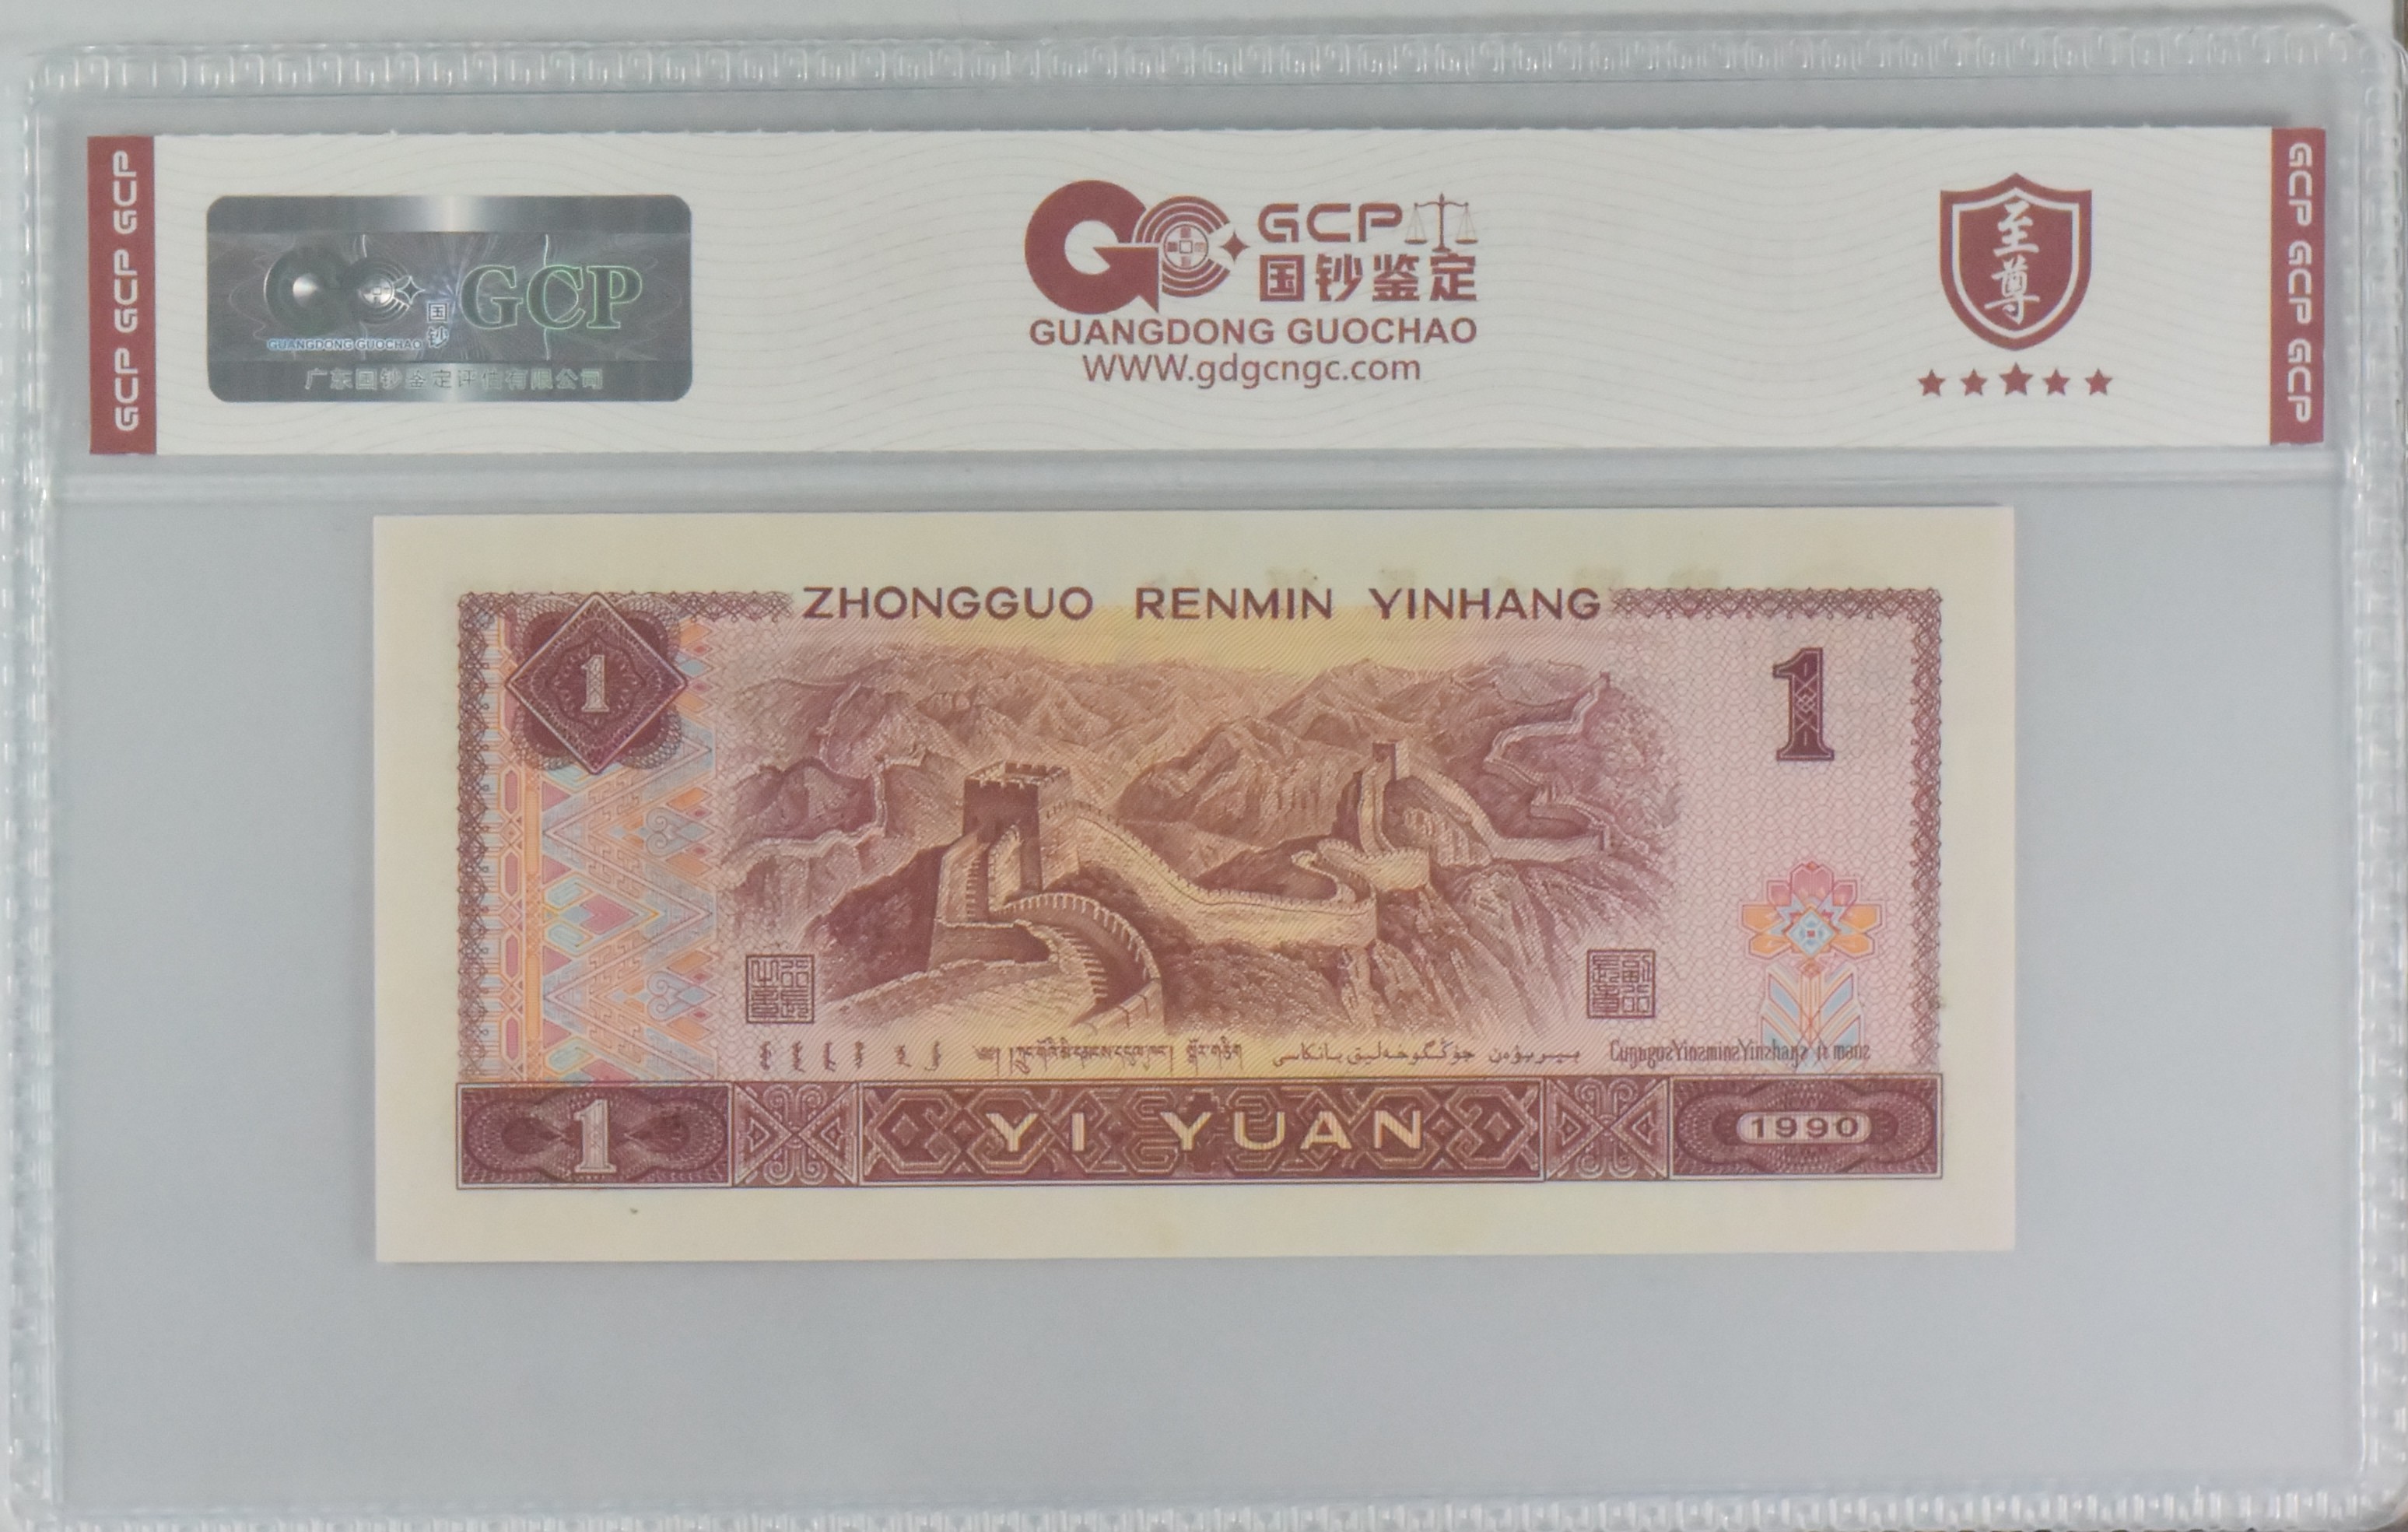 GCP GCP GCP
GCP
国钞
GUANGDONG GUOCHAO
广东国钞鉴定评估有限公司
GCP
国钞鉴定
GUANGDONG GUOCHAO
WWW.gdgcngc.com
至尊
GCP GCP GCP
ZHONGGUO RENMIN YINHANG
1
1
YI YUAN
1
1990